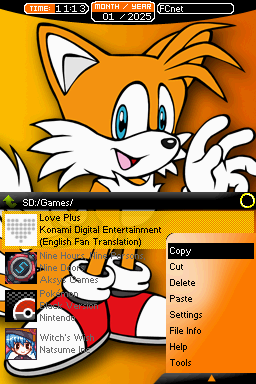 TIME: 11:13
MONTH / YEAR
01 / 2025
FCnet
SD:/Games/
Love Plus
Konami Digital Entertainment
(English Fan Translation)
Nine Hours, Nine Persons,
Nine Doors
Aksys Games
Pokémon
Black Version
Nintendo
Witch's Wish
Natsume Inc.
Copy
Cut
Delete
Paste
Settings
File Info
Help
Tools